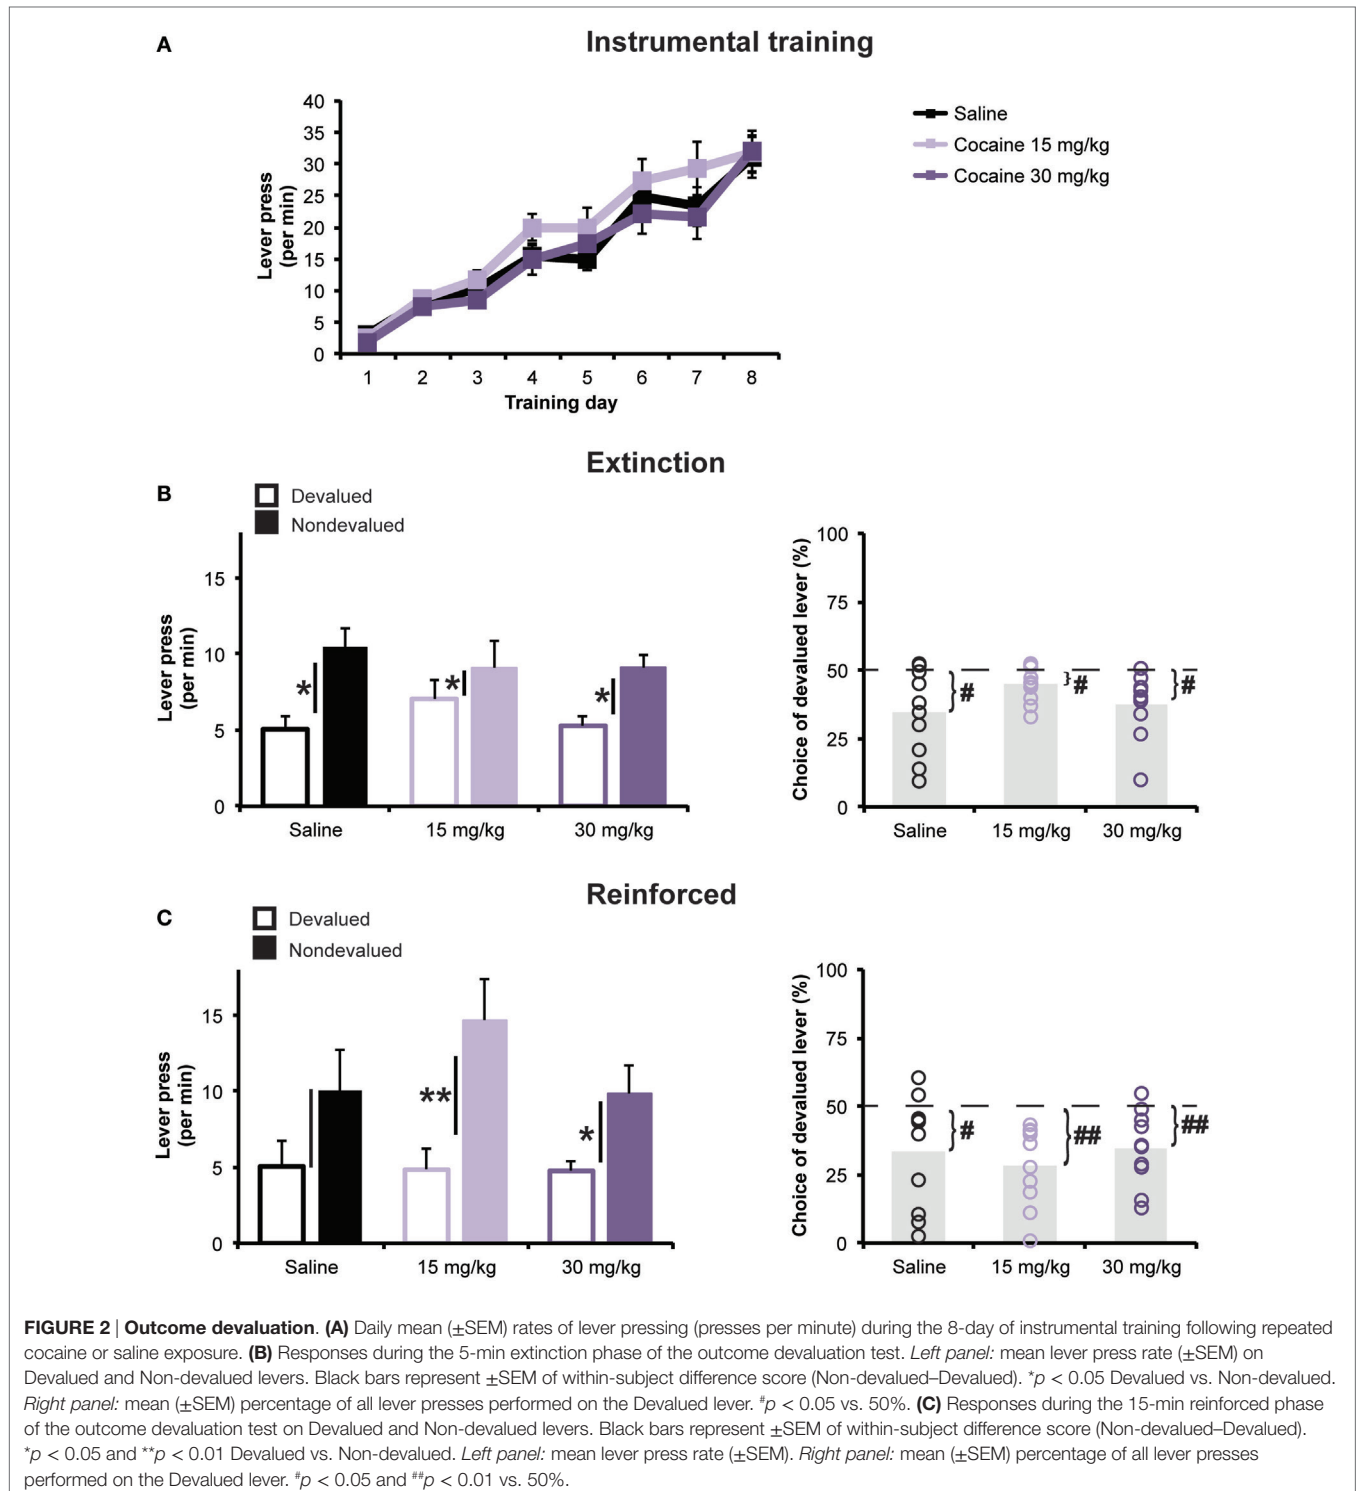 A
Instrumental training
40
35
30
25
20
15
10
5
0
Lever press
(per min)
1 2 3 4 5 6 7 8
Training day
Saline
Cocaine 15 mg/kg
Cocaine 30 mg/kg
Extinction
B
Devalued
Nondevalued
15
10
5
0
Lever press
(per min)
* * *
Saline 15 mg/kg 30 mg/kg
100
75
50
25
0
Choice of devalued lever (%)
# # #
Saline 15 mg/kg 30 mg/kg
Reinforced
C
Devalued
Nondevalued
15
10
5
0
Lever press
(per min)
** *
Saline 15 mg/kg 30 mg/kg
100
75
50
25
0
Choice of devalued lever (%)
# ## ##
Saline 15 mg/kg 30 mg/kg
FIGURE 2 | Outcome devaluation. (A) Daily mean (±SEM) rates of lever pressing (presses per minute) during the 8-day of instrumental training following repeated
cocaine or saline exposure. (B) Responses during the 5-min extinction phase of the outcome devaluation test. Left panel: mean lever press rate (±SEM) on
Devalued and Non-devalued levers. Black bars represent ±SEM of within-subject difference score (Non-devalued–Devalued). *p < 0.05 Devalued vs. Non-devalued.
Right panel: mean (±SEM) percentage of all lever presses performed on the Devalued lever. #p < 0.05 vs. 50%. (C) Responses during the 15-min reinforced phase
of the outcome devaluation test on Devalued and Non-devalued levers. Black bars represent ±SEM of within-subject difference score (Non-devalued–Devalued).
*p < 0.05 and **p < 0.01 Devalued vs. Non-devalued. Left panel: mean lever press rate (±SEM). Right panel: mean (±SEM) percentage of all lever presses
performed on the Devalued lever. #p < 0.05 and ##p < 0.01 vs. 50%.